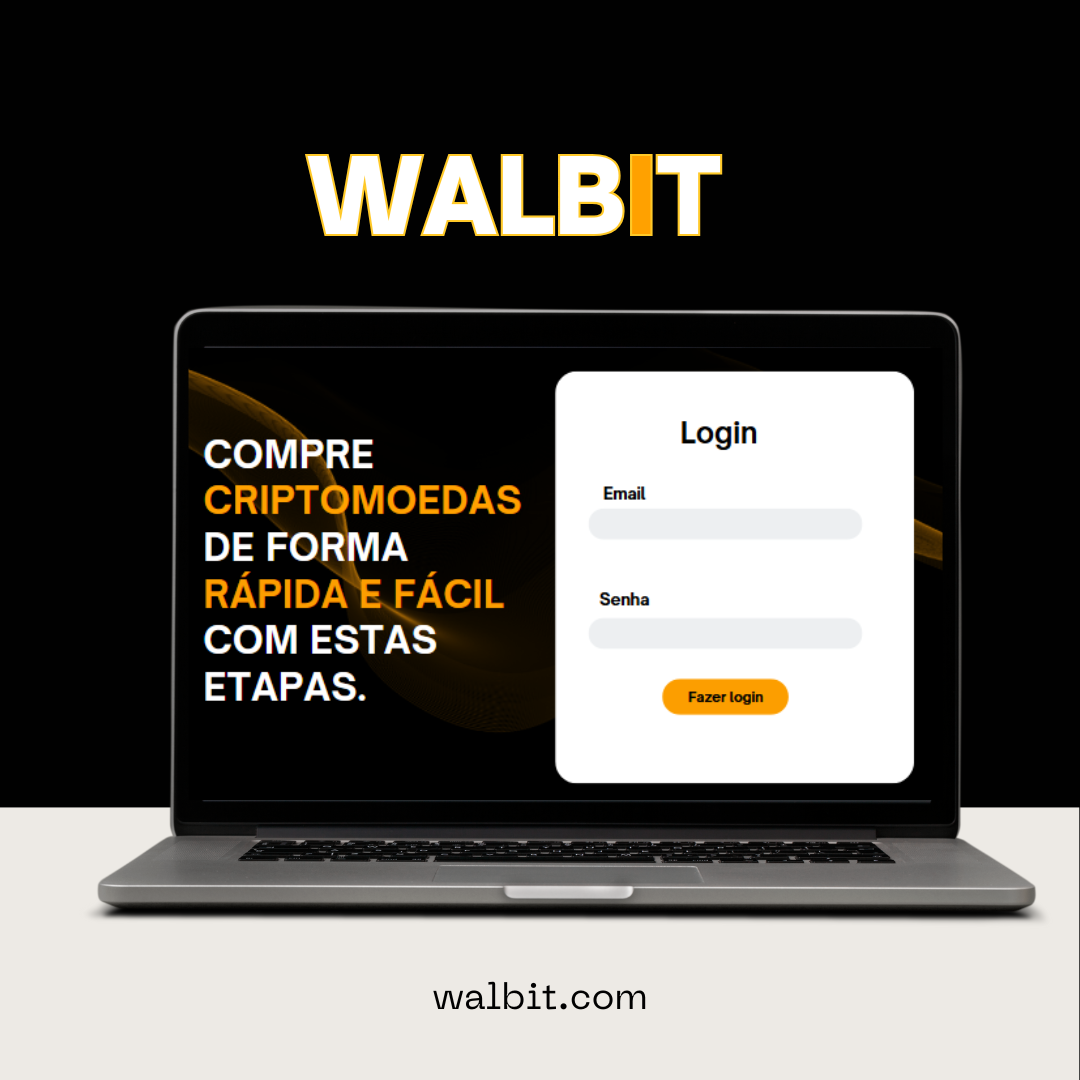 WALBIT
COMPRE
CRIPTOMOEDAS
DE FORMA
RÁPIDA E FÁCIL
COM ESTAS
ETAPAS.
Login
Email
Senha
Fazer login
walbit.com